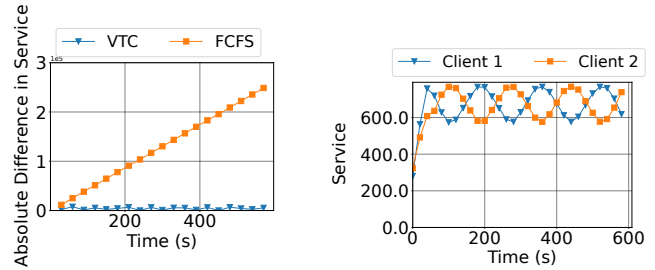 VTC FCFS
1e5
Absolute Difference in Service
3
2
1
0
200 400
Time (s)
Client 1 Client 2
Service
600.0
400.0
200.0
0.0
0 200 400 600
Time (s)